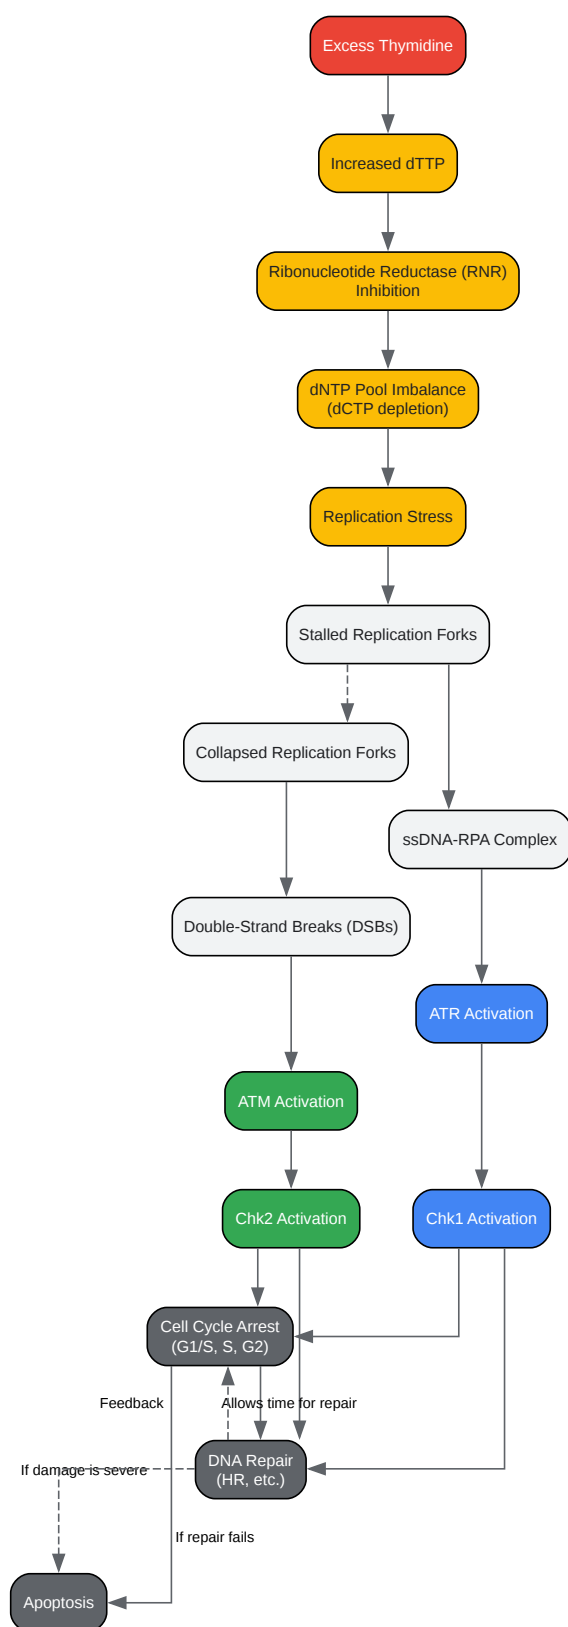 Excess Thymidine
Increased dTTP
Ribonucleotide Reductase (RNR)
Inhibition
dNTP Pool Imbalance
(dCTP depletion)
Replication Stress
Stalled Replication Forks
Collapsed Replication Forks
ssDNA-RPA Complex
Double-Strand Breaks (DSBs)
ATR Activation
ATM Activation
Chk2 Activation
Chk1 Activation
Cell Cycle Arrest
(G1/S, S, G2)
Feedback
Allows time for repair
DNA Repair
(HR, etc.)
If damage is severe
If repair fails
Apoptosis